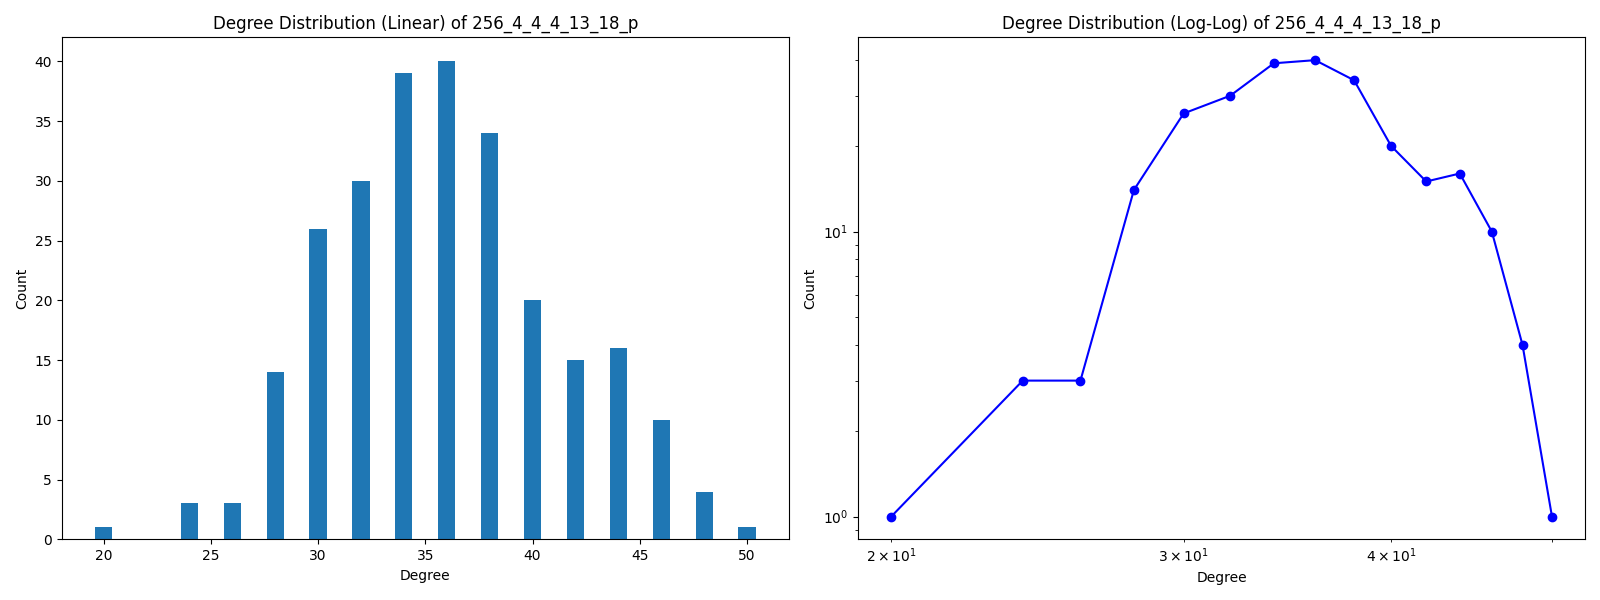 Degree Distribution (Linear) of 256_4_4_4_13_18_p
40
35
30
25
20
15
10
5
0
Count
20 25 30 35 40 45 50
Degree
Degree Distribution (Log-Log) of 256_4_4_4_13_18_p
10¹
10⁰
Count
2 × 10¹ 3 × 10¹ 4 × 10¹
Degree